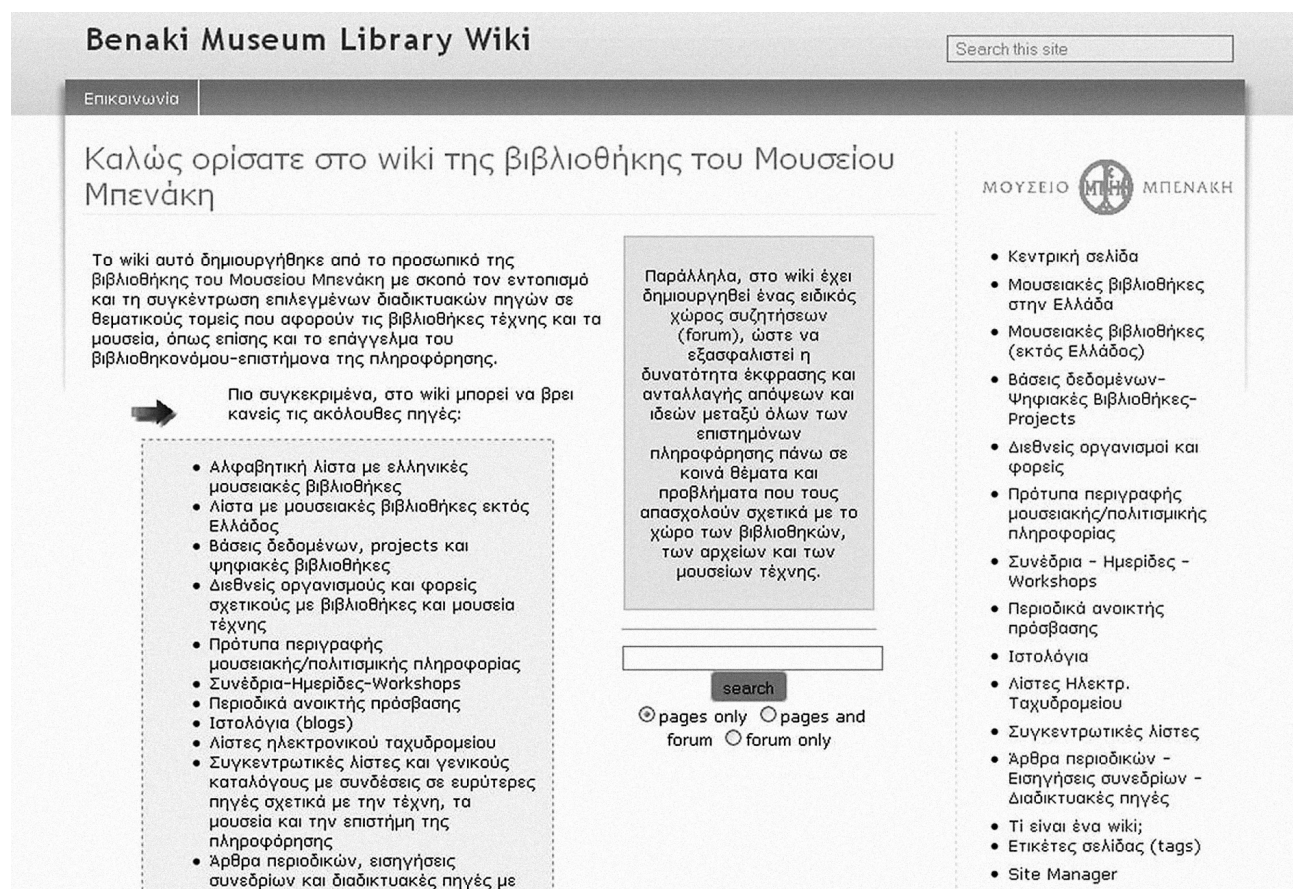 Benaki Museum Library Wiki
Search this site
Επικοινωνία
Καλώς ορίσατε στο wiki της βιβλιοθήκης του Μουσείου
Μπενάκη
Το wiki αυτό δημιουργήθηκε από το προσωπικό της
βιβλιοθήκης του Μουσείου Μπενάκη με σκοπό τον εντοπισμό
και τη συγκέντρωση επιλεγμένων διαδικτυακών πηγών σε
θεματικούς τομείς που αφορούν τις βιβλιοθήκες τέχνης και τα
μουσεία, όπως επίσης και το επάγγελμα του
βιβλιοθηκονόμου-επιστήμονα της πληροφόρησης.
Πιο συγκεκριμένα, στο wiki μπορεί να βρει
κανείς τις ακόλουθες πηγές:
• Αλφαβητική λίστα με ελληνικές
μουσειακές βιβλιοθήκες
• Λίστα με μουσειακές βιβλιοθήκες εκτός
Ελλάδος
• Βάσεις δεδομένων, projects και
ψηφιακές βιβλιοθήκες
• Διεθνείς οργανισμούς και φορείς
σχετικούς με βιβλιοθήκες και μουσεία
τέχνης
• Πρότυπα περιγραφής
μουσειακής/πολιτισμικής πληροφορίας
• Συνέδρια-Ημερίδες-Workshops
• Περιοδικά ανοικτής πρόσβασης
• Ιστολόγια (blogs)
• Λίστες ηλεκτρονικού ταχυδρομείου
• Συγκεντρωτικές λίστες και γενικούς
καταλόγους με συνδέσεις σε ευρύτερες
πηγές σχετικά με την τέχνη, τα
μουσεία και την επιστήμη της
πληροφόρησης
• Άρθρα περιοδικών, εισηγήσεις
συνεδρίων και διαδικτυακές πηγές με
Παράλληλα, στο wiki έχει
δημιουργηθεί ένας ειδικός
χώρος συζητήσεων
(forum), ώστε να
εξασφαλιστεί η
δυνατότητα έκφρασης και
ανταλλαγής απόψεων και
ιδεών μεταξύ όλων των
επιστημόνων
πληροφόρησης πάνω σε
κοινά θέματα και
προβλήματα που τους
απασχολούν σχετικά με το
χώρο των βιβλιοθηκών,
των αρχείων και των
μουσείων τέχνης.
search
pages only pages and
forum forum only
ΜΟΥΣΕΙΟ ΜΠΕΝΑΚΗ
• Κεντρική σελίδα
• Μουσειακές βιβλιοθήκες
στην Ελλάδα
• Μουσειακές βιβλιοθήκες
(εκτός Ελλάδος)
• Βάσεις δεδομένων-
Ψηφιακές Βιβλιοθήκες-
Projects
• Διεθνείς οργανισμοί και
φορείς
• Πρότυπα περιγραφής
μουσειακής/πολιτισμικής
πληροφορίας
• Συνέδρια - Ημερίδες -
Workshops
• Περιοδικά ανοικτής
πρόσβασης
• Ιστολόγια
• Λίστες Ηλεκτρ.
Ταχυδρομείου
• Συγκεντρωτικές λίστες
• Άρθρα περιοδικών -
Εισηγήσεις συνεδρίων -
Διαδικτυακές πηγές
• Τί είναι ένα wiki;
• Ετικέτες σελίδας (tags)
• Site Manager